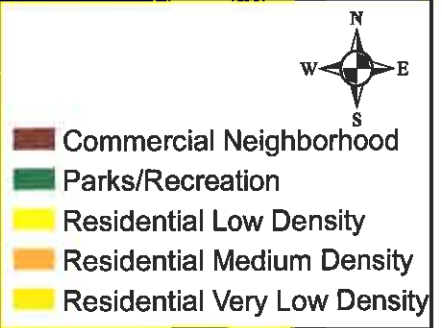 N
W E
S
Commercial Neighborhood
Parks/Recreation
Residential Low Density
Residential Medium Density
Residential Very Low Density